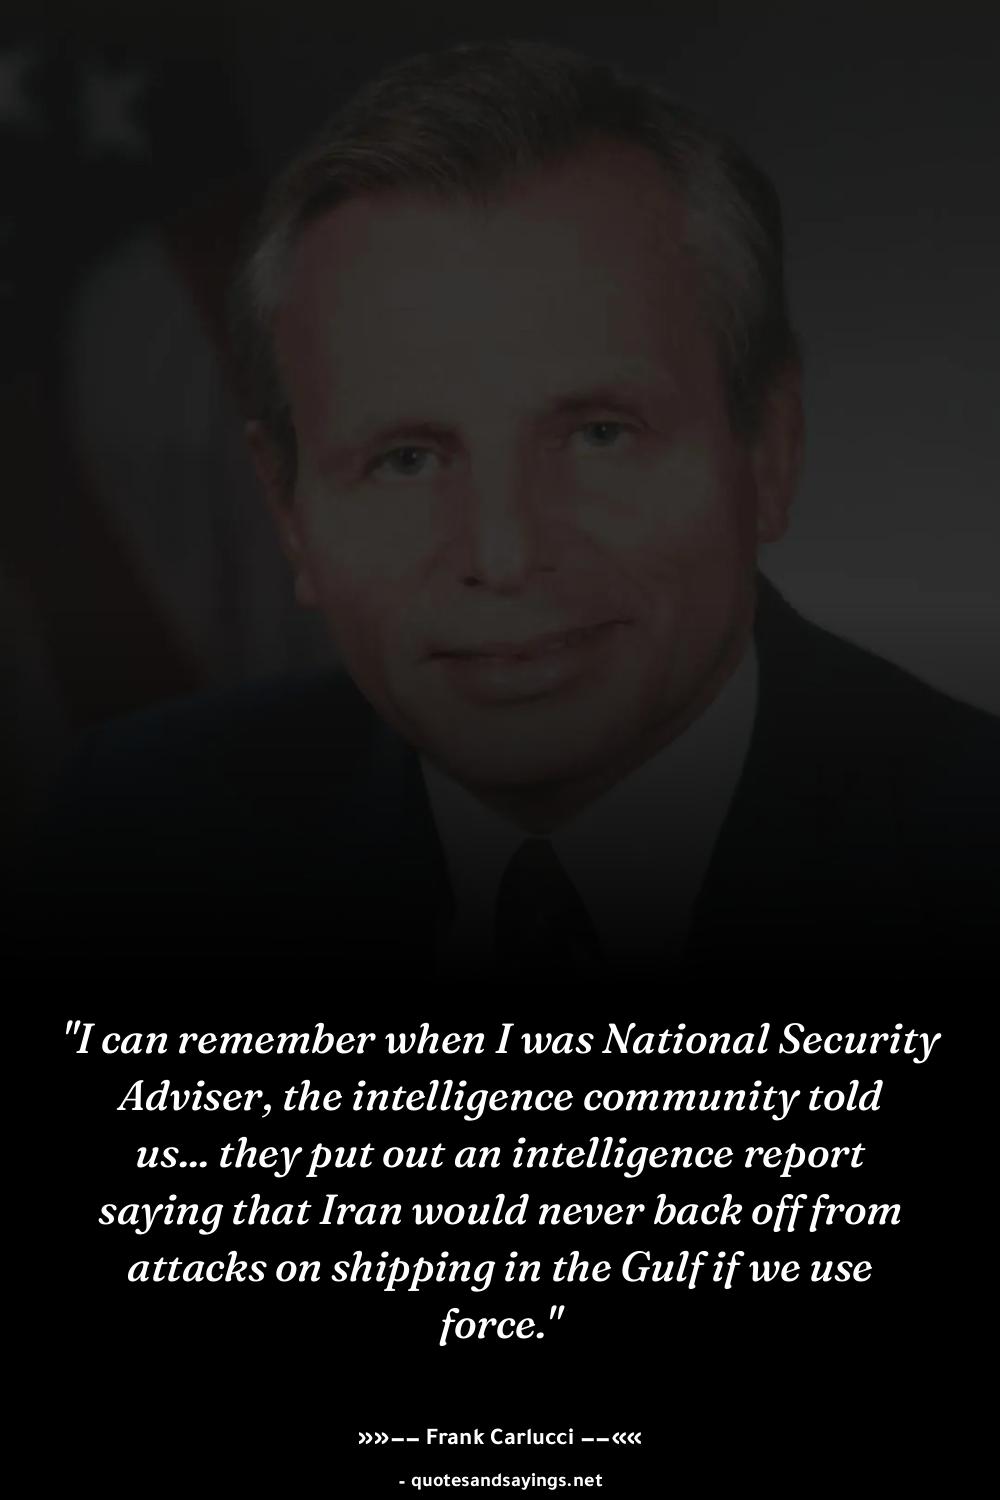 "I can remember when I was National Security
Adviser, the intelligence community told
us... they put out an intelligence report
saying that Iran would never back off from
attacks on shipping in the Gulf if we use
force."
»»−− Frank Carlucci −−««
- quotesandsayings.net